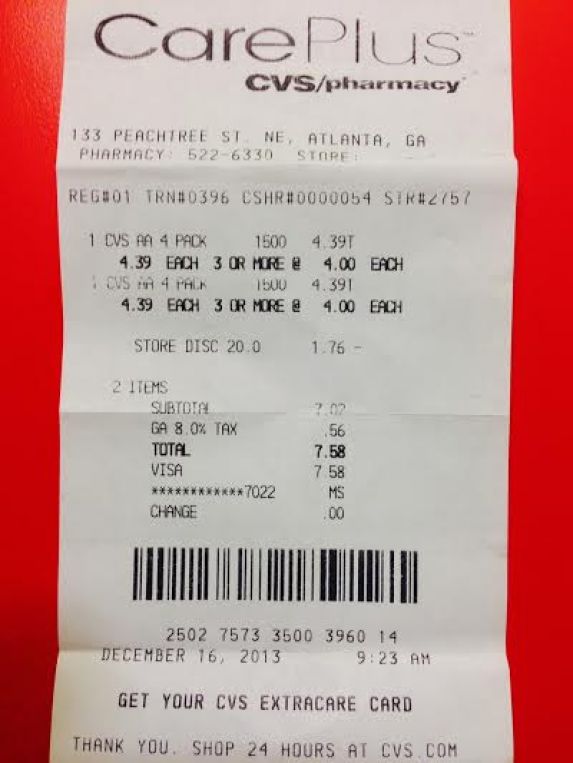 CarePlus
CVS/pharmacy
133 PEACHTREE ST. NE, ATLANTA, GA
PHARMACY: 522-6330 STORE:
REG#01 TRN#0396 CSHR#0000054 STR#2757
1 CVS AA 4 PACK 1500 4.39T
4.39 EACH 3 OR MORE @ 4.00 EACH
1 CVS AA 4 PACK 1500 4.39T
4.39 EACH 3 OR MORE @ 4.00 EACH
STORE DISC 20.0 1.76 -
2 ITEMS
SUBTOTAL 7.02
GA 8.0% TAX .56
TOTAL 7.58
VISA 7.58
************7022 MS
CHANGE .00
2502 7573 3500 3960 14
DECEMBER 16, 2013 9:23 AM
GET YOUR CVS EXTRACARE CARD
THANK YOU. SHOP 24 HOURS AT CVS.COM